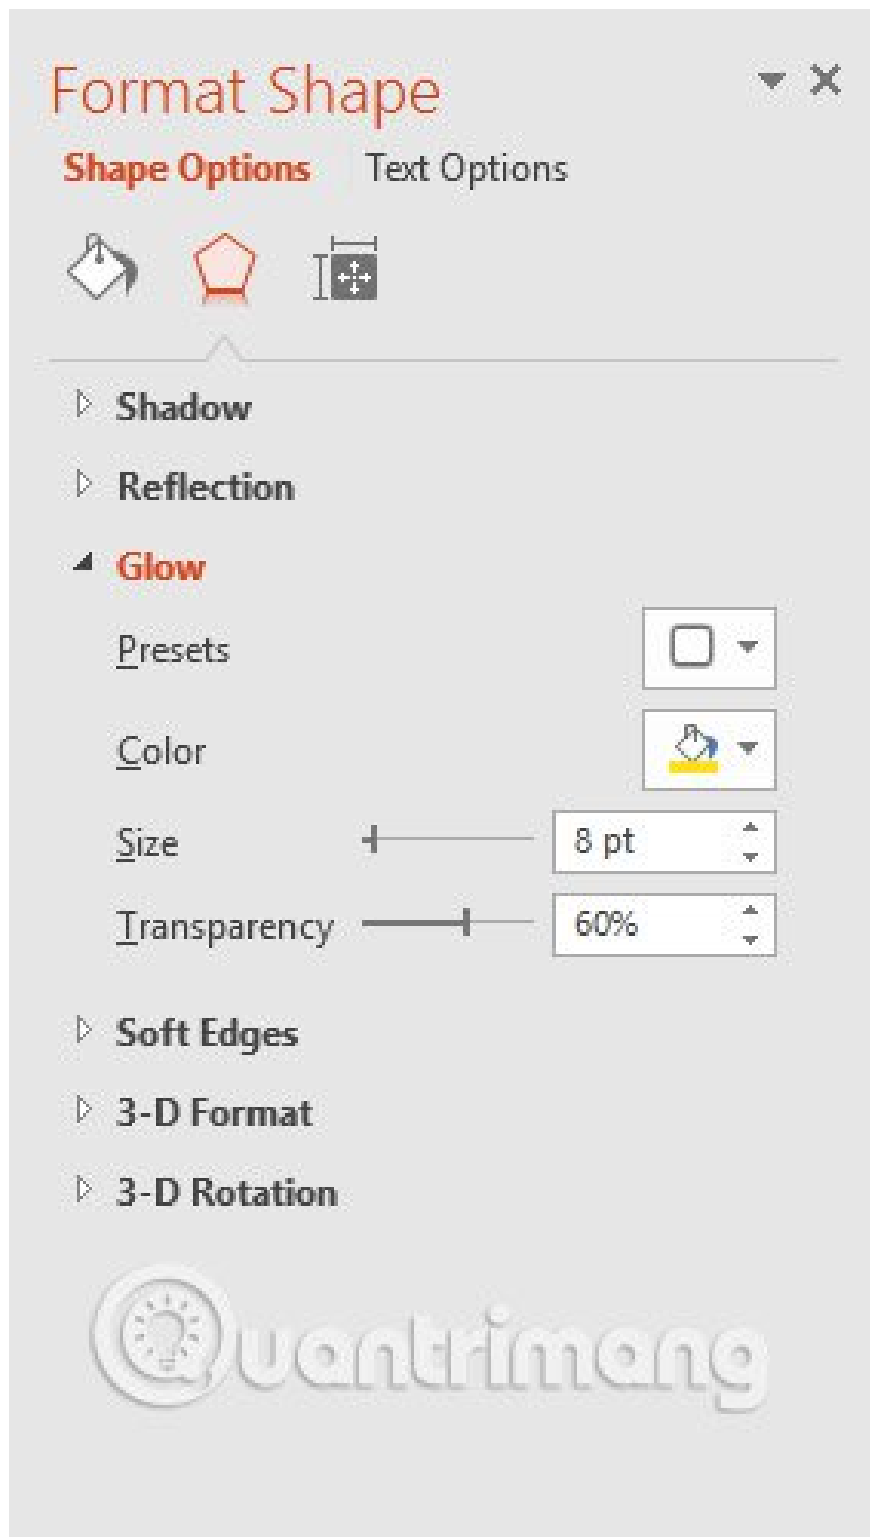 Format Shape
Shape Options Text Options
Shadow
Reflection
Glow
Presets
Color
Size 8 pt
Transparency 60%
Soft Edges
3-D Format
3-D Rotation
Quantrimang